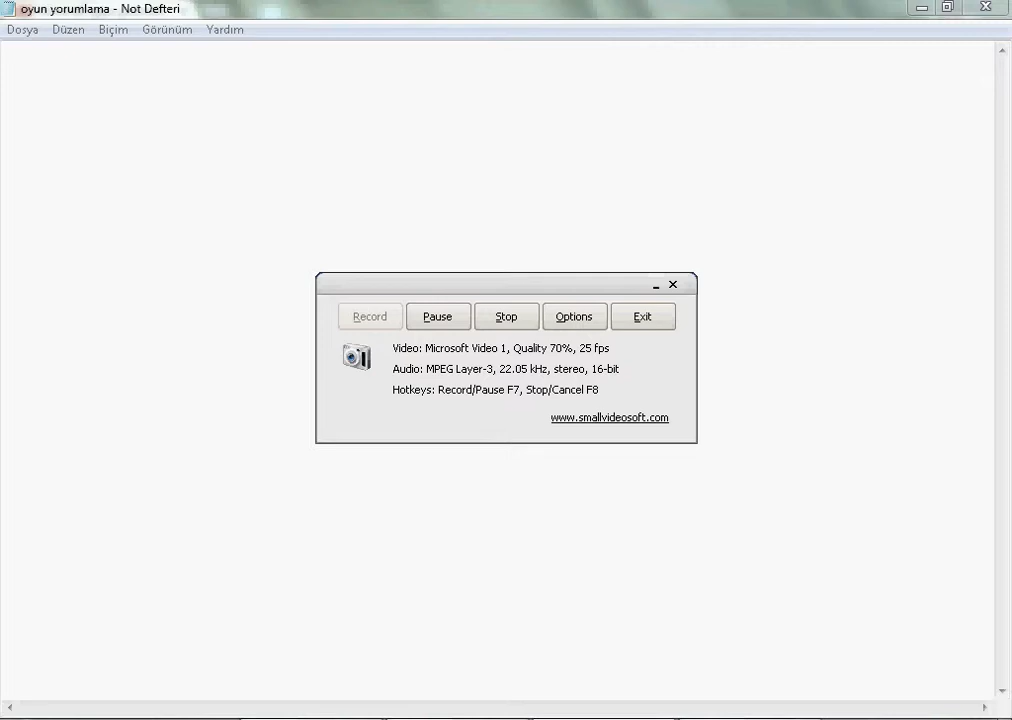 oyun yorumlama - Not Defteri
Dosya Düzen Biçim Görünüm Yardım
Record Pause Stop Options Exit
Video: Microsoft Video 1, Quality 70%, 25 fps
Audio: MPEG Layer-3, 22.05 kHz, stereo, 16-bit
Hotkeys: Record/Pause F7, Stop/Cancel F8
www.smallvideosoft.com